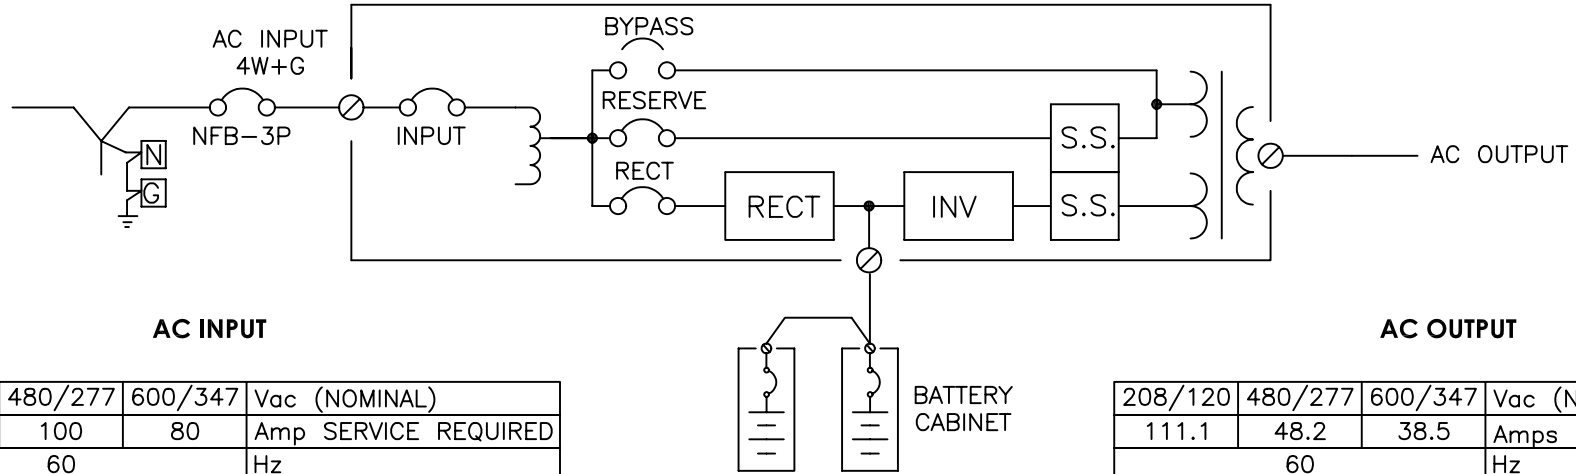 AC INPUT
4W+G
NFB-3P
N
G
INPUT
BYPASS
RESERVE
RECT
RECT
INV
S.S.
S.S.
AC OUTPUT
BATTERY
CABINET
AC INPUT
480/277 600/347 Vac (NOMINAL)
100 80 Amp SERVICE REQUIRED
60 Hz
AC OUTPUT
208/120 480/277 600/347 Vac (N
111.1 48.2 38.5 Amps
60 Hz